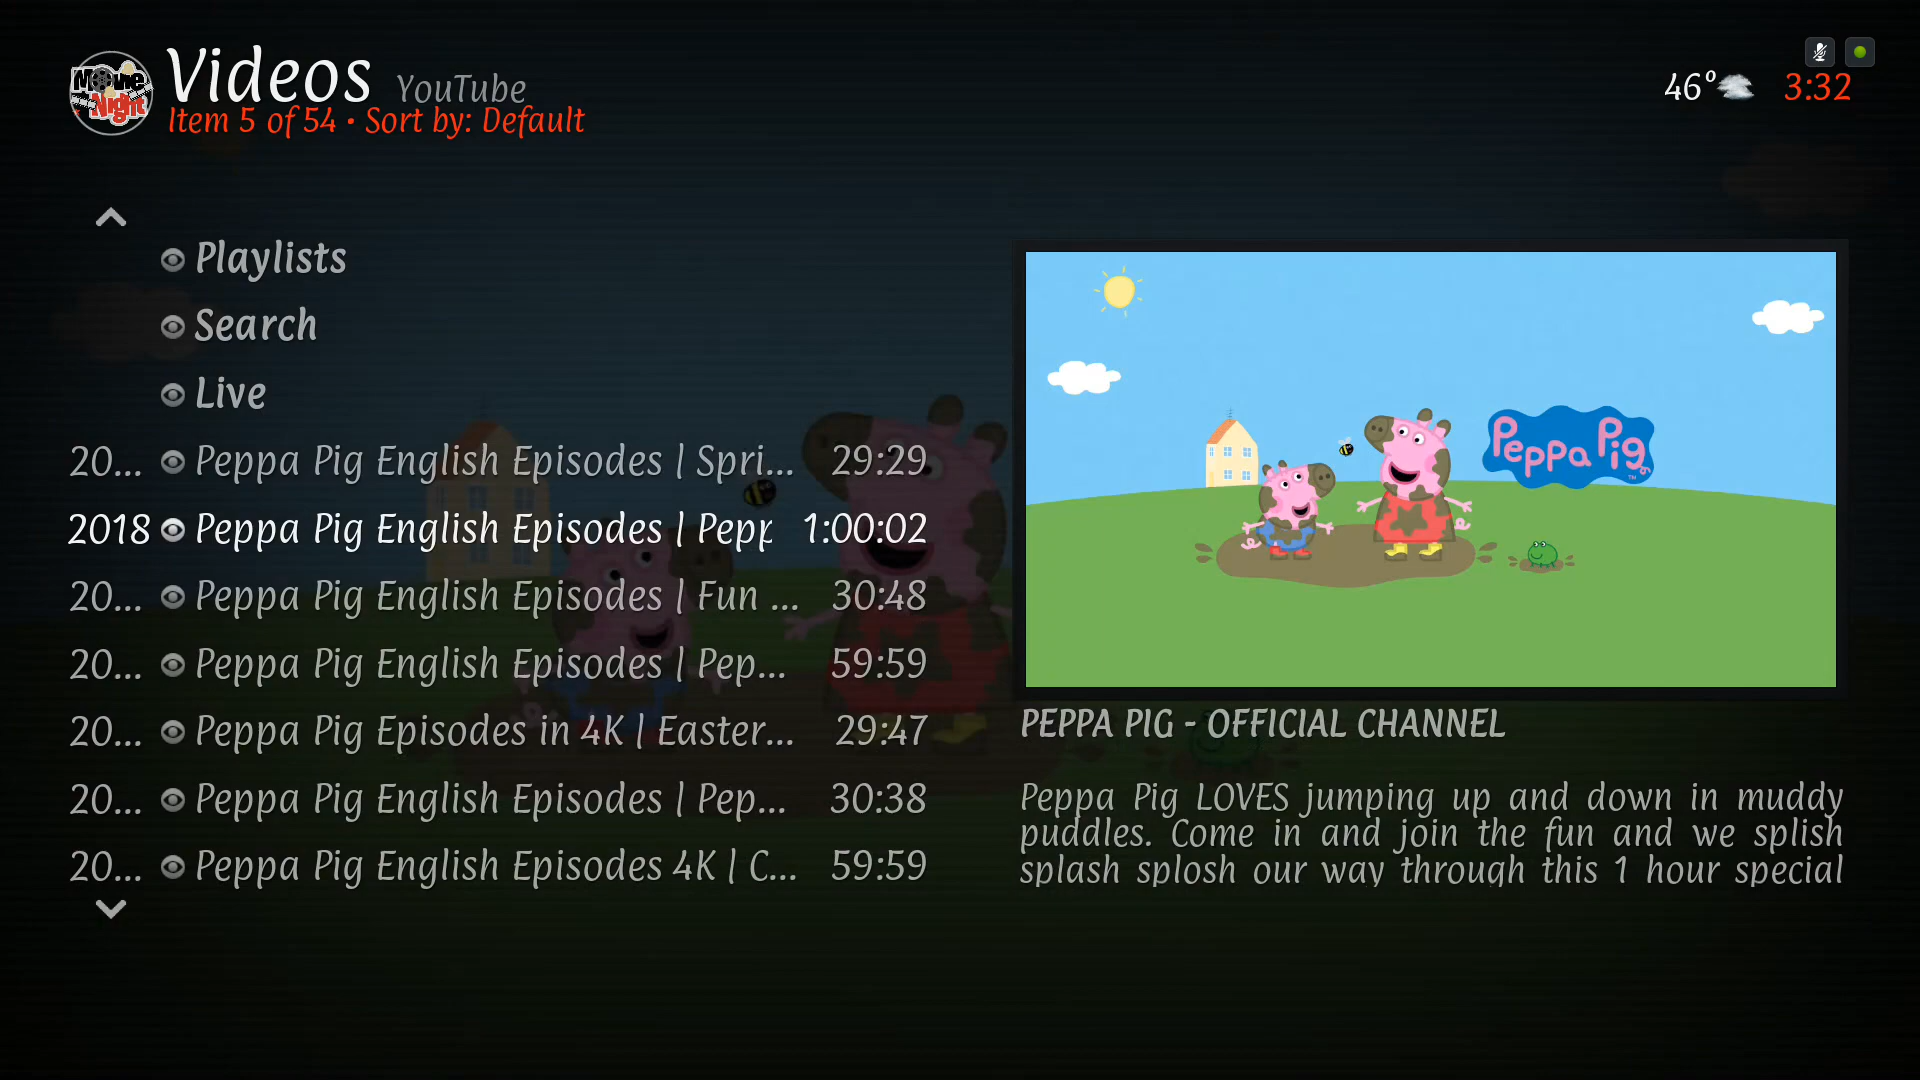 Movie Night
Videos YouTube
Item 5 of 54 • Sort by: Default
46° 3:32
Playlists
Search
Live
20... Peppa Pig English Episodes | Spri... 29:29
2018 Peppa Pig English Episodes | Pepp 1:00:02
20... Peppa Pig English Episodes | Fun ... 30:48
20... Peppa Pig English Episodes | Pep... 59:59
20... Peppa Pig Episodes in 4K | Easter... 29:47
20... Peppa Pig English Episodes | Pep... 30:38
20... Peppa Pig English Episodes 4K | C... 59:59
Peppa Pig™
PEPPA PIG - OFFICIAL CHANNEL
Peppa Pig LOVES jumping up and down in muddy
puddles. Come in and join the fun and we splish
splash splosh our way through this 1 hour special